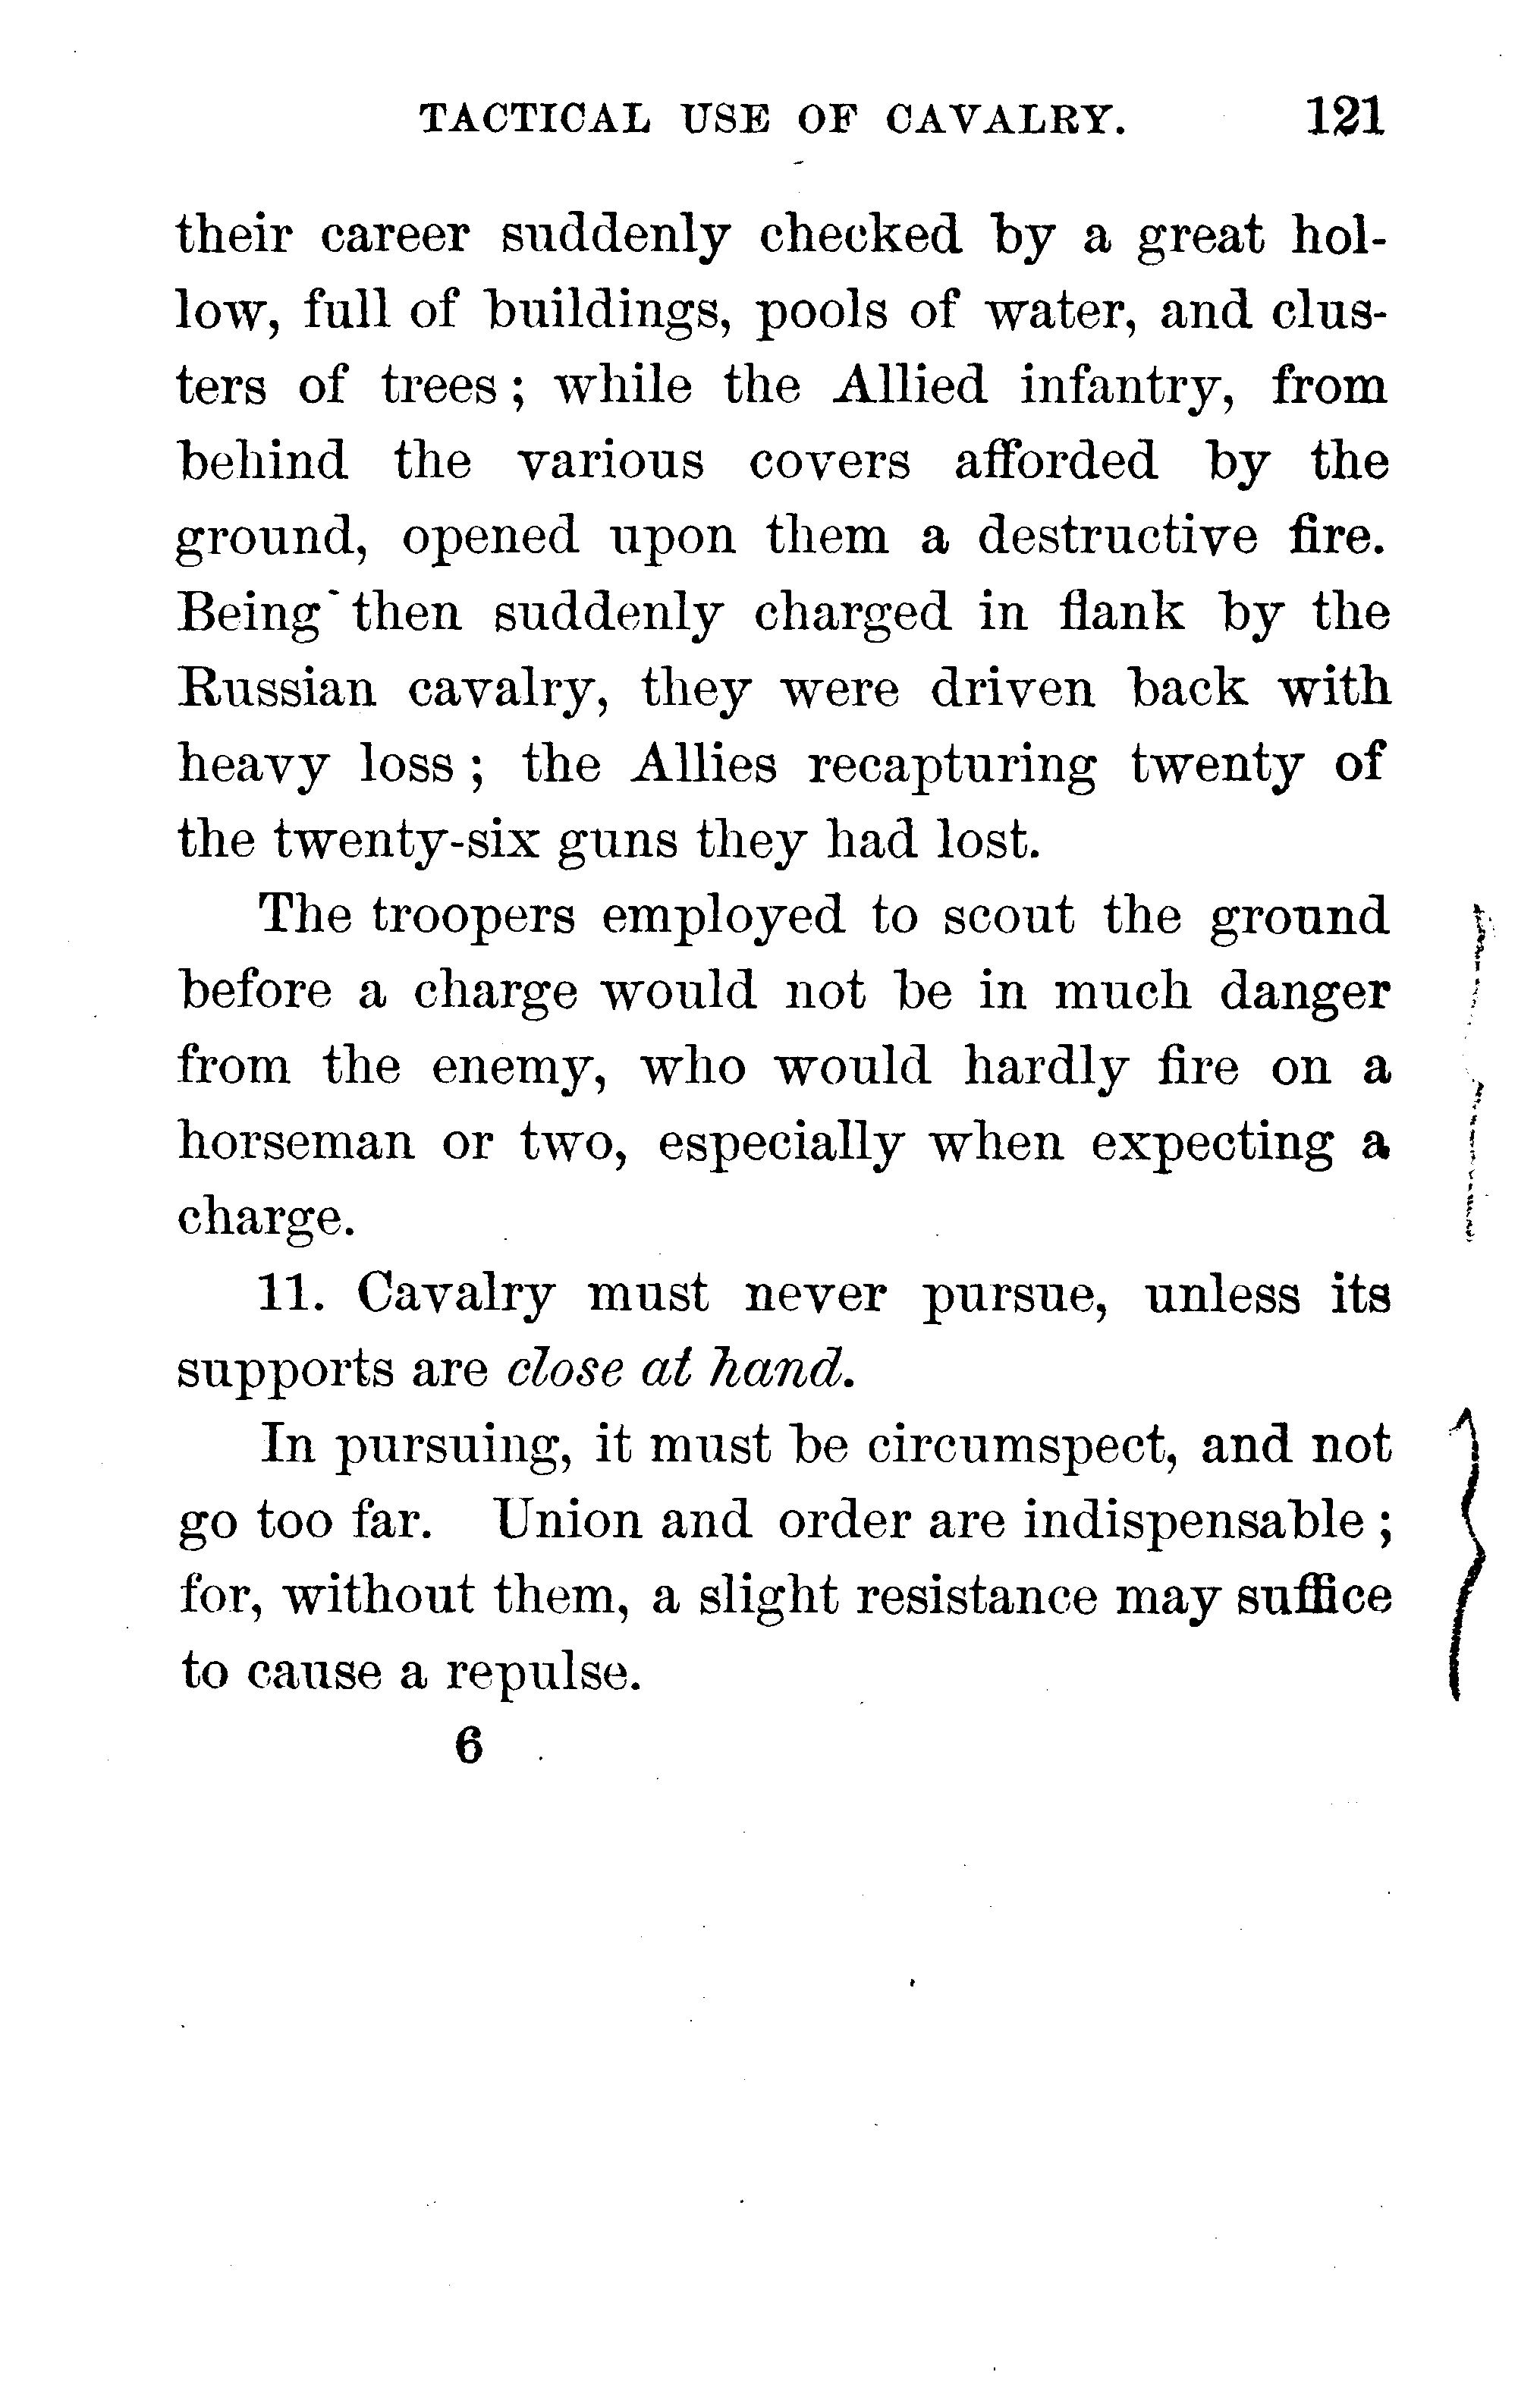 TACTICAL USE OF CAVALRY. 121
their career suddenly checked by a great hol-
low, full of buildings, pools of water, and clus-
ters of trees; while the Allied infantry, from
behind the various covers afforded by the
ground, opened upon them a destructive fire.
Being then suddenly charged in flank by the
Russian cavalry, they were driven back with
heavy loss; the Allies recapturing twenty of
the twenty-six guns they had lost.
The troopers employed to scout the ground
before a charge would not be in much danger
from the enemy, who would hardly fire on a
horseman or two, especially when expecting a
charge.
11. Cavalry must never pursue, unless its
supports are close at hand.
In pursuing, it must be circumspect, and not
go too far. Union and order are indispensable;
for, without them, a slight resistance may suffice
to cause a repulse.
6